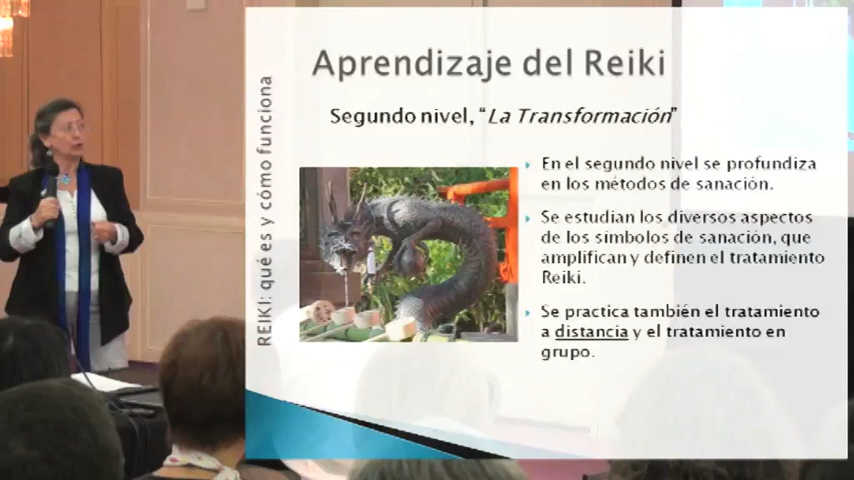 Aprendizaje del Reiki
Segundo nivel, “La Transformación”
REIKI: qué es y cómo funciona
En el segundo nivel se profundiza
en los métodos de sanación.
Se estudian los diversos aspectos
de los símbolos de sanación, que
amplifican y definen el tratamiento
Reiki.
Se practica también el tratamiento
a distancia y el tratamiento en
grupo.